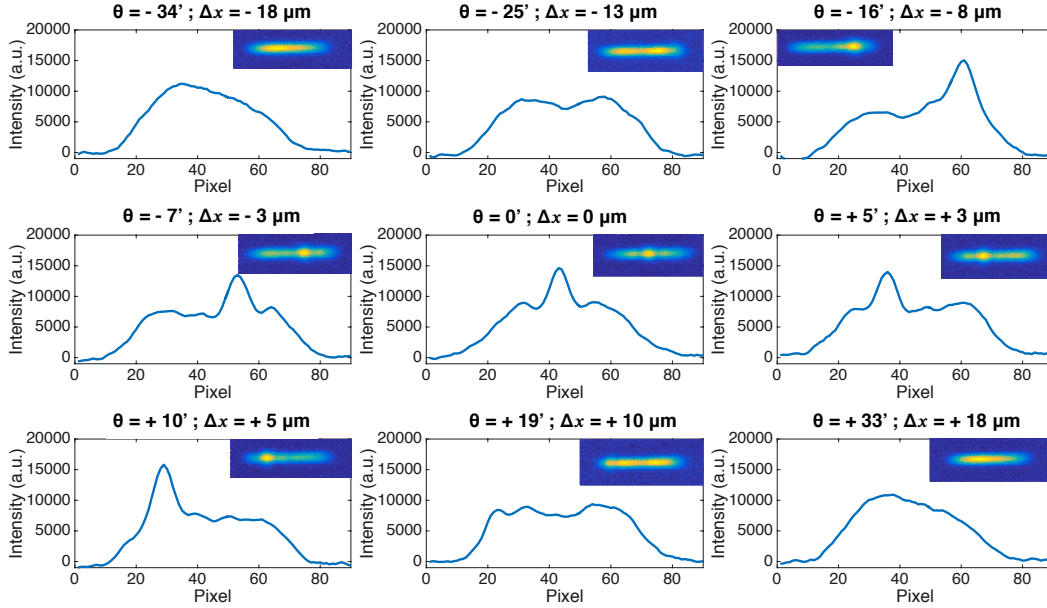 θ = - 34’ ; Δx = - 18 μm
θ = - 25’ ; Δx = - 13 μm
θ = - 16’ ; Δx = - 8 μm
Intensity (a.u.)
20000
15000
10000
5000
0
0 20 40 60 80
Pixel
Intensity (a.u.)
20000
15000
10000
5000
0
0 20 40 60 80
Pixel
Intensity (a.u.)
20000
15000
10000
5000
0
0 20 40 60 80
Pixel
θ = - 7’ ; Δx = - 3 μm
θ = 0’ ; Δx = 0 μm
θ = + 5’ ; Δx = + 3 μm
Intensity (a.u.)
20000
15000
10000
5000
0
0 20 40 60 80
Pixel
Intensity (a.u.)
20000
15000
10000
5000
0
0 20 40 60 80
Pixel
Intensity (a.u.)
20000
15000
10000
5000
0
0 20 40 60 80
Pixel
θ = + 10’ ; Δx = + 5 μm
θ = + 19’ ; Δx = + 10 μm
θ = + 33’ ; Δx = + 18 μm
Intensity (a.u.)
20000
15000
10000
5000
0
0 20 40 60 80
Pixel
Intensity (a.u.)
20000
15000
10000
5000
0
0 20 40 60 80
Pixel
Intensity (a.u.)
20000
15000
10000
5000
0
0 20 40 60 80
Pixel